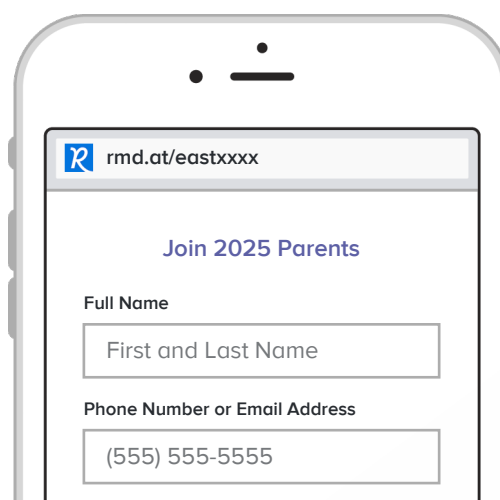 R rmd.at/eastxxxx
Join 2025 Parents
Full Name
First and Last Name
Phone Number or Email Address
(555) 555-5555